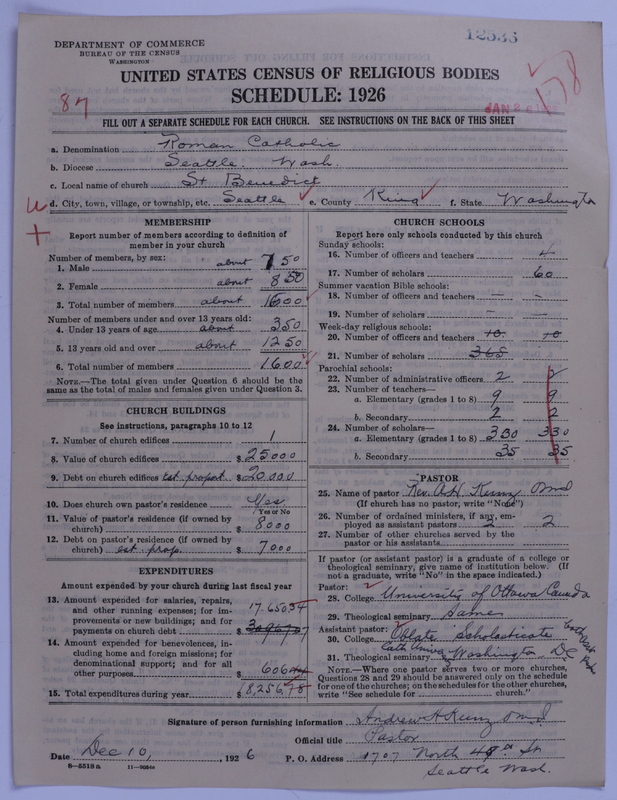 12535
DEPARTMENT OF COMMERCE
BUREAU OF THE CENSUS
WASHINGTON
UNITED STATES CENSUS OF RELIGIOUS BODIES
SCHEDULE: 1926
87
JAN 26
178
FILL OUT A SEPARATE SCHEDULE FOR EACH CHURCH. SEE INSTRUCTIONS ON THE BACK OF THIS SHEET
a. Denomination Roman Catholic
b. Diocese Seattle. Wash.
c. Local name of church St Benedict
d. City, town, village, or township, etc. Seattle e. County King f. State Washington
MEMBERSHIP
Report number of members according to definition of
member in your church
Number of members, by sex:
1. Male about 750
2. Female about 850
3. Total number of members about 1600
Number of members under and over 13 years old:
4. Under 13 years of age about 350
5. 13 years old and over about 1250
6. Total number of members 1600
NOTE.—The total given under Question 6 should be the
same as the total of males and females given under Question 3.
CHURCH BUILDINGS
See instructions, paragraphs 10 to 12
7. Number of church edifices 1
8. Value of church edifices $25000
9. Debt on church edifices est propor $20.000
10. Does church own pastor's residence Yes
Yes or No
11. Value of pastor's residence (if owned by
church) $8000
12. Debt on pastor's residence (if owned by
church) est. propo. $7000
EXPENDITURES
Amount expended by your church during last fiscal year
13. Amount expended for salaries, repairs,
and other running expenses; for im-
provements or new buildings; and for
payments on church debt $17.650.34
14. Amount expended for benevolences, in-
cluding home and foreign missions; for
denominational support; and for all
other purposes $606.44
15. Total expenditures during year $18,256.78
CHURCH SCHOOLS
Report here only schools conducted by this church
Sunday schools:
16. Number of officers and teachers 4
17. Number of scholars 60
Summer vacation Bible schools:
18. Number of officers and teachers — —
19. Number of scholars — —
Week-day religious schools:
20. Number of officers and teachers 10 10
21. Number of scholars 365
Parochial schools:
22. Number of administrative officers 2 2
23. Number of teachers—
a. Elementary (grades 1 to 8) 9 9
b. Secondary 2 2
24. Number of scholars—
a. Elementary (grades 1 to 8) 330 330
b. Secondary 35 35
PASTOR
25. Name of pastor Rev. A.H. Kunz OMI
(If church has no pastor, write "None")
26. Number of ordained ministers, if any, em-
ployed as assistant pastors 2 2
27. Number of other churches served by the
pastor or his assistants
If pastor (or assistant pastor) is a graduate of a college or
theological seminary, give name of institution below. (If
not a graduate, write "No" in the space indicated.)
Pastor:
28. College University of Ottawa Canada
29. Theological seminary Same
Assistant pastor:
30. College Oblate Scholasticate
Cath Univ.
31. Theological seminary Washington DC
NOTE.—Where one pastor serves two or more churches,
Questions 28 and 29 should be answered only on the schedule
for one of the churches; on the schedules for the other churches,
write "See schedule for church."
Signature of person furnishing information Andrew H Kunz OMI
Official title Pastor
Date Dec 10, 1926 P. O. Address 1707 North 48th St
8—5518a 11—9084a Seattle Wash.